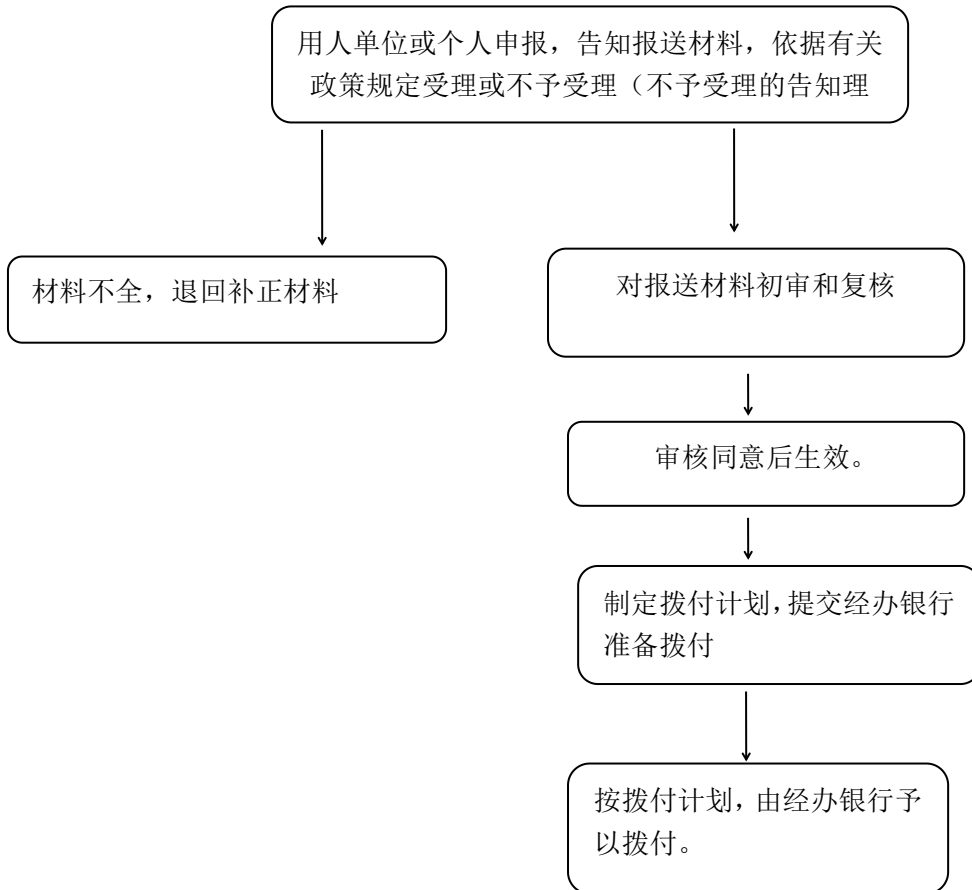 用人单位或个人申报，告知报送材料，依据有关
政策规定受理或不予受理（不予受理的告知理
材料不全，退回补正材料
对报送材料初审和复核
审核同意后生效。
制定拨付计划，提交经办银行
准备拨付
按拨付计划，由经办银行予
以拨付。